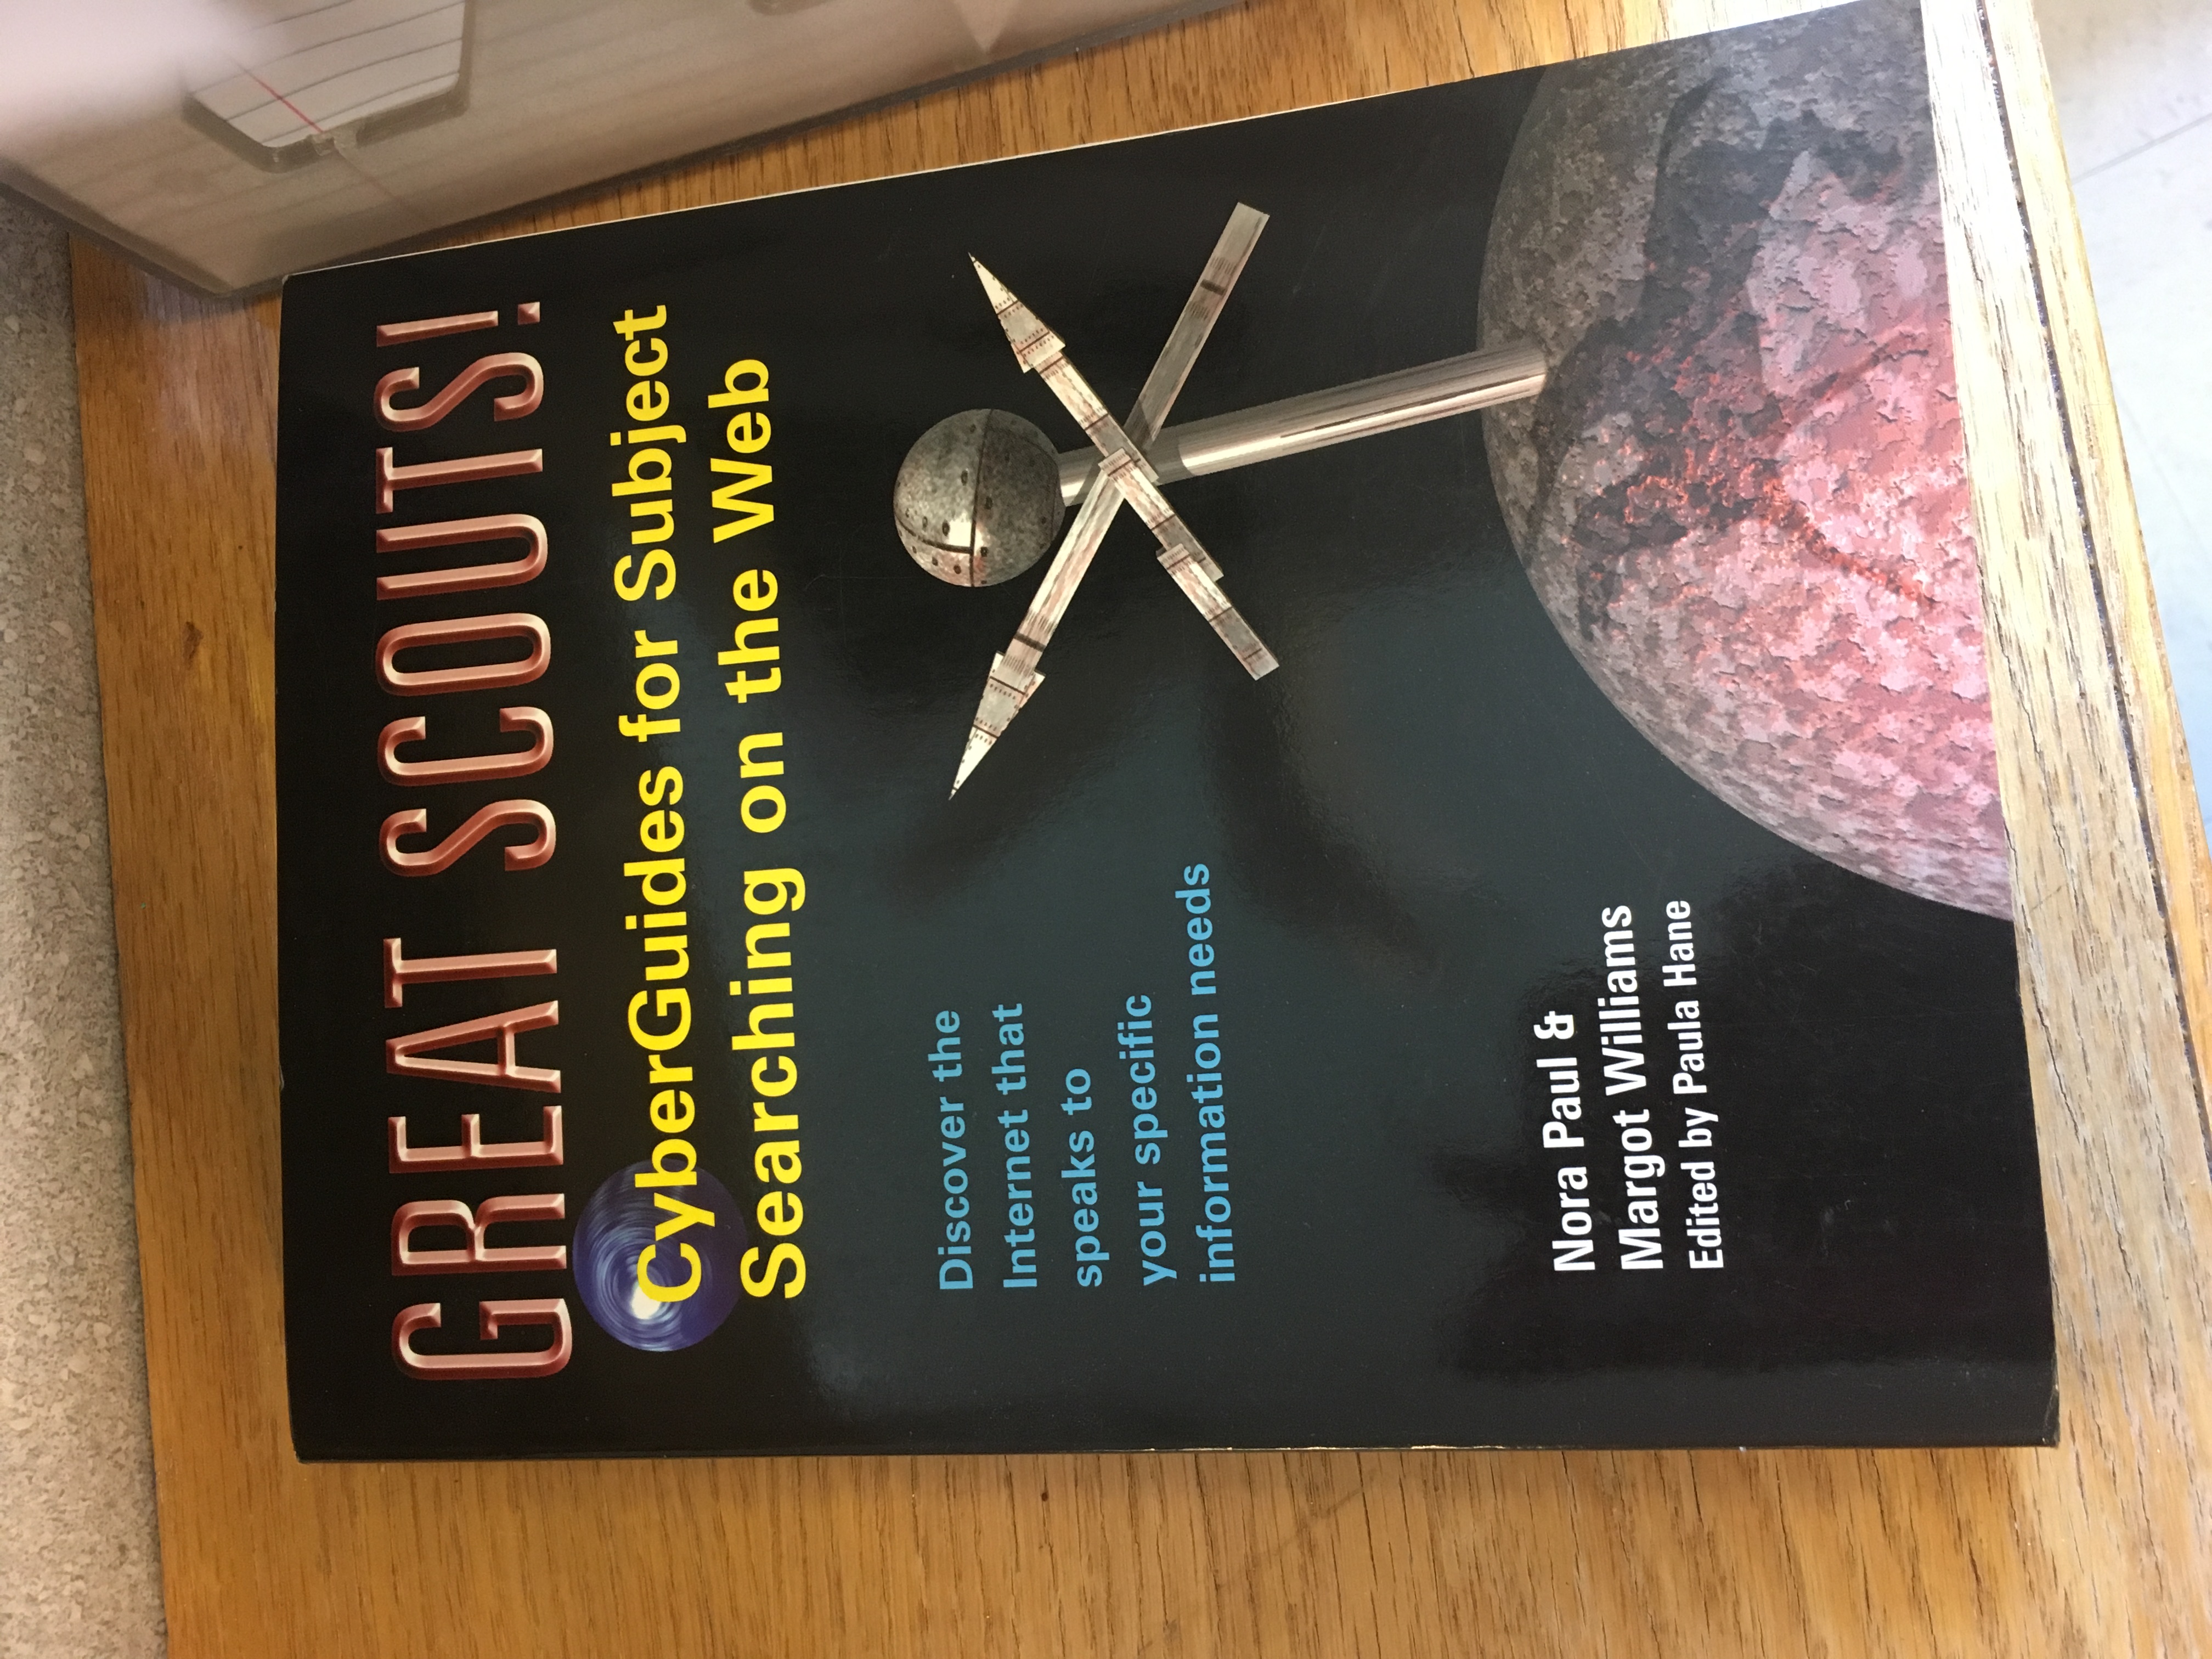 GREAT SCOUTS!
CyberGuides for Subject
Searching on the Web
Discover the
Internet that
speaks to
your specific
information needs
Nora Paul &
Margot Williams
Edited by Paula Hane